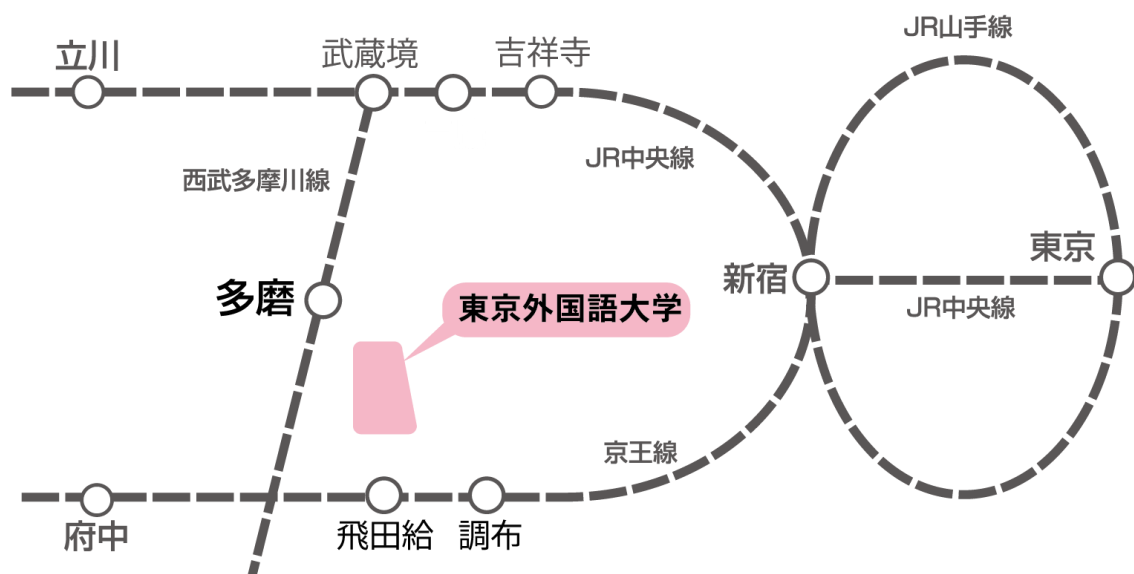 JR山手線
立川
武蔵境
吉祥寺
JR中央線
西武多摩川線
東京
新宿
多磨
東京外国語大学
JR中央線
京王線
府中
飛田給
調布